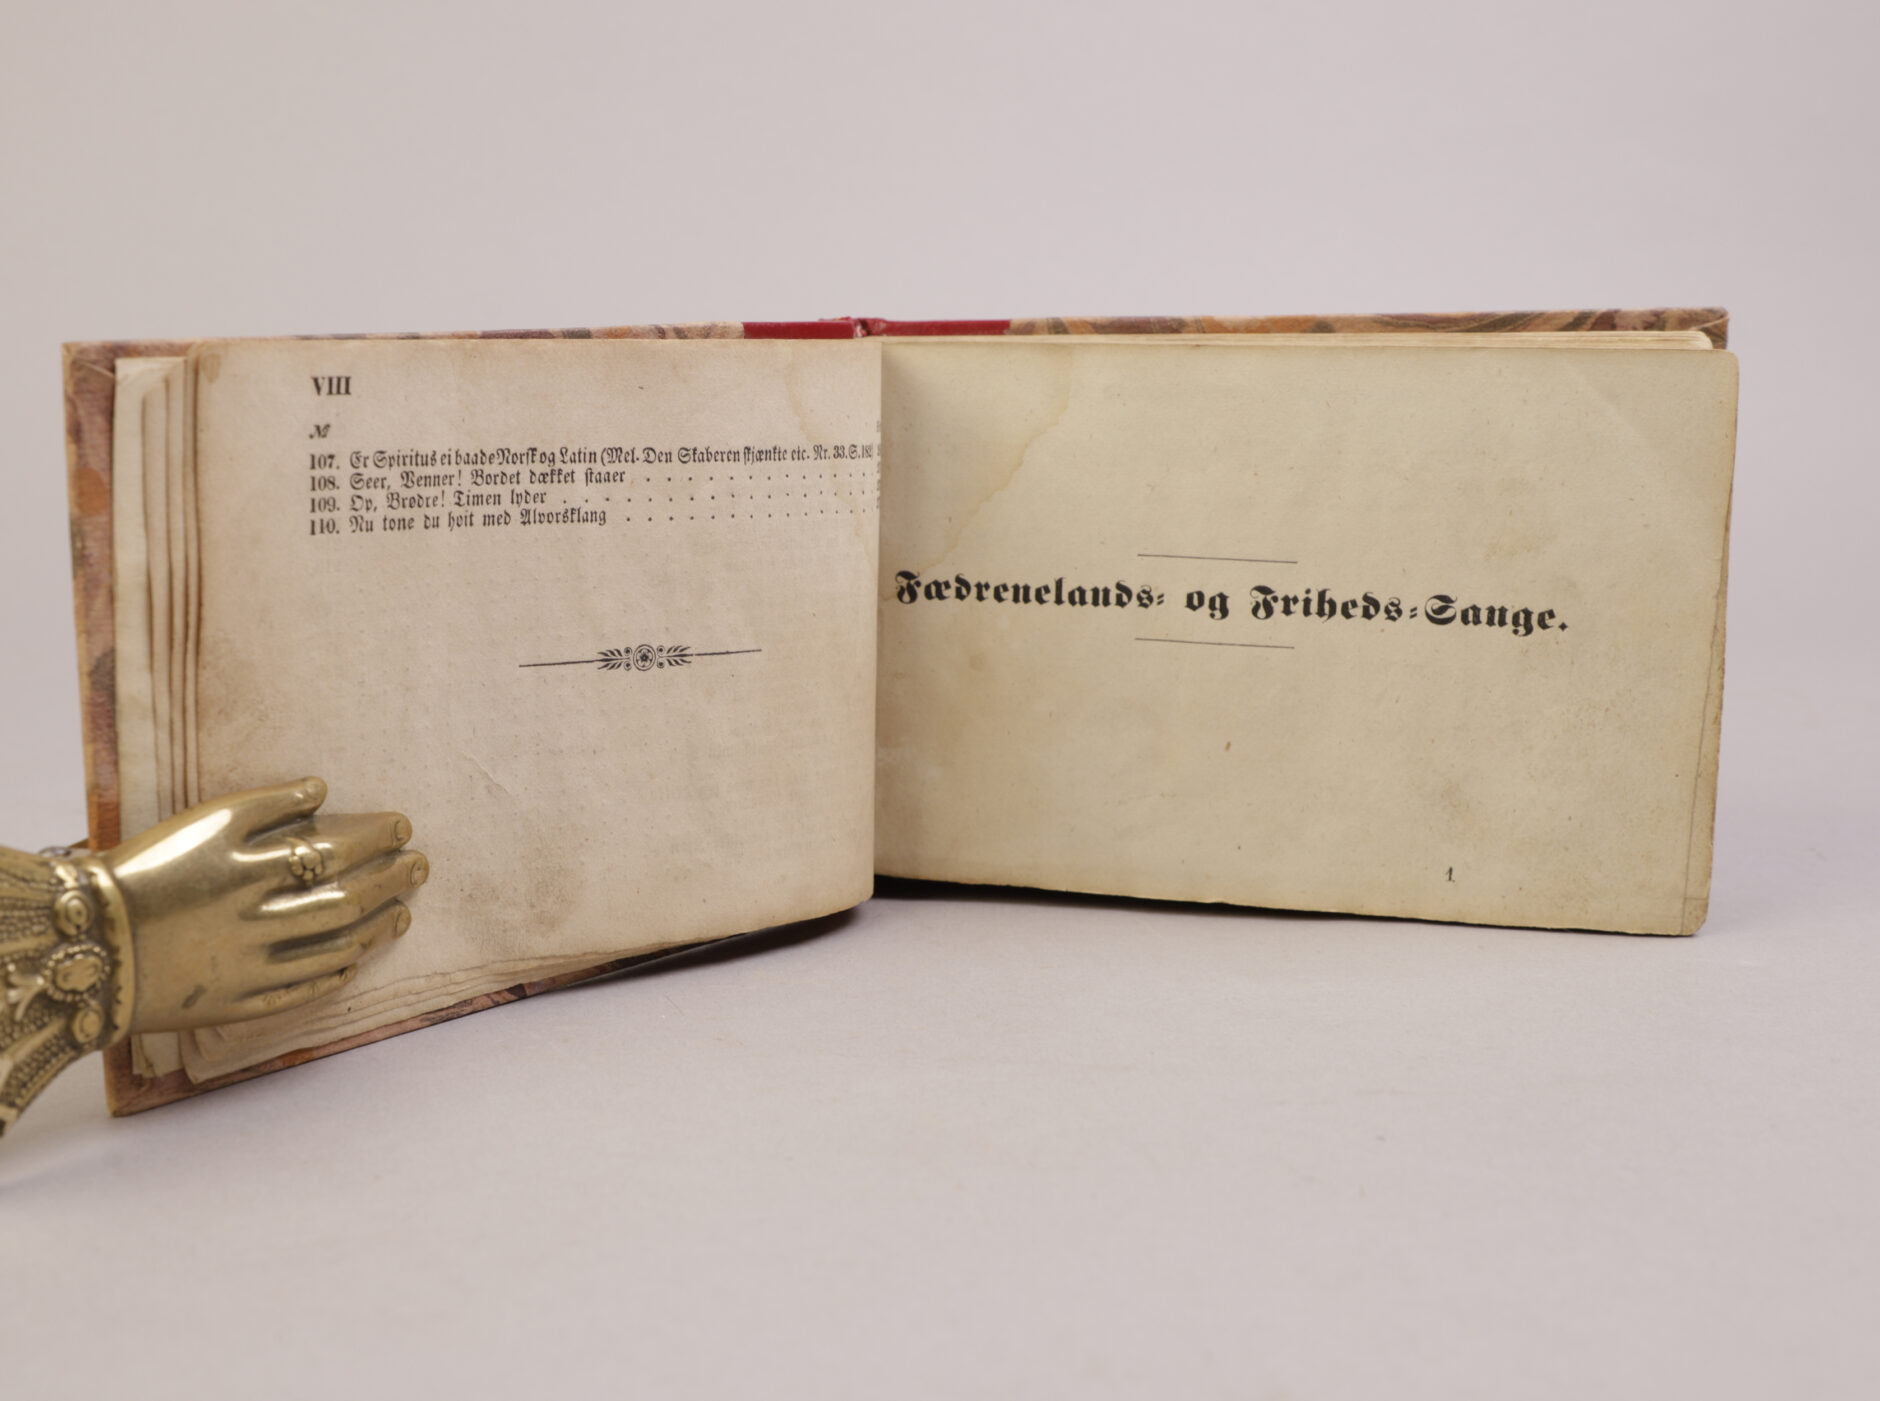 VIII
№
107. Er Spiritus ei baade Norsk og Latin (Mel. Den Skaberen skjænkte etc. Nr. 33. S. 182
108. Seer, Venner! Bordet dækket staaer . . . . . . . . . . . .
109. Op, Brødre! Timen lyder . . . . . . . . . . . . . . .
110. Nu tone du høit med Alvorsklang . . . . . . . . . . . .
Fædrenelands- og Friheds-Sange.
1